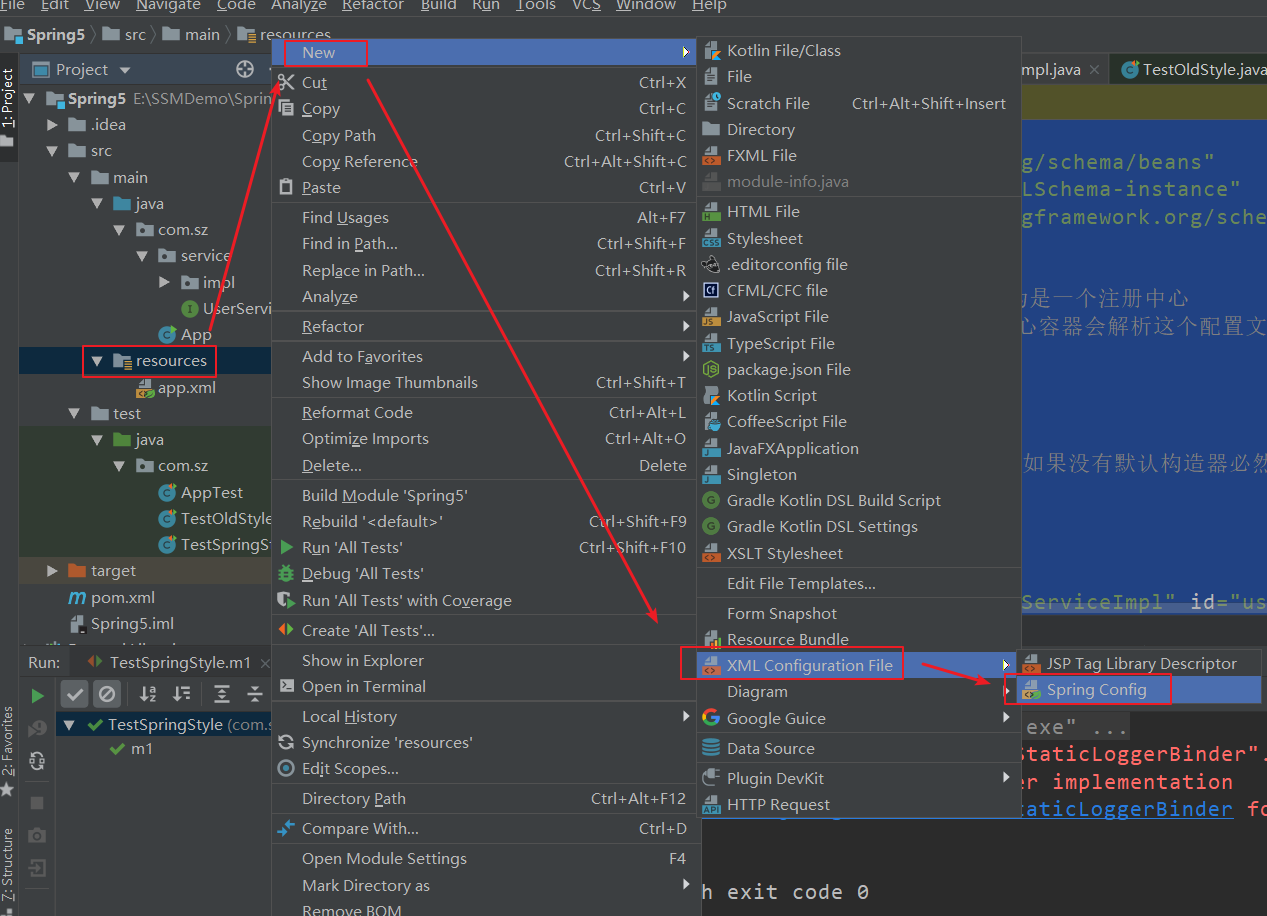 File Edit View Navigate Code Analyze Refactor Build Run Tools VCS Window Help
Spring5 src main resources
1: Project
Project
Spring5 E:\SSMDemo\Sprin
.idea
src
main
java
com.sz
service
impl
UserServi
App
resources
app.xml
test
java
com.sz
AppTest
TestOldStyle
TestSpringSt
target
pom.xml
Spring5.iml
New
Cut Ctrl+X
Copy Ctrl+C
Copy Path Ctrl+Shift+C
Copy Reference Ctrl+Alt+Shift+C
Paste Ctrl+V
Find Usages Alt+F7
Find in Path... Ctrl+Shift+F
Replace in Path... Ctrl+Shift+R
Analyze
Refactor
Add to Favorites
Show Image Thumbnails Ctrl+Shift+T
Reformat Code Ctrl+Alt+L
Optimize Imports Ctrl+Alt+O
Delete... Delete
Build Module 'Spring5'
Rebuild '<default>' Ctrl+Shift+F9
Run 'All Tests' Ctrl+Shift+F10
Debug 'All Tests'
Run 'All Tests' with Coverage
Create 'All Tests'...
Show in Explorer
Open in Terminal
Local History
Synchronize 'resources'
Edit Scopes...
Directory Path Ctrl+Alt+F12
Compare With... Ctrl+D
Open Module Settings F4
Mark Directory as
Remove BOM
Kotlin File/Class
File
Scratch File Ctrl+Alt+Shift+Insert
Directory
FXML File
module-info.java
HTML File
Stylesheet
.editorconfig file
CFML/CFC file
JavaScript File
TypeScript File
package.json File
Kotlin Script
CoffeeScript File
JavaFXApplication
Singleton
Gradle Kotlin DSL Build Script
Gradle Kotlin DSL Settings
XSLT Stylesheet
Edit File Templates...
Form Snapshot
Resource Bundle
XML Configuration File
Diagram
Google Guice
Data Source
Plugin DevKit
HTTP Request
JSP Tag Library Descriptor
Spring Config
mpl.java TestOldStyle.java
g/schema/beans"
LSchema-instance"
gframework.org/sche
是一个注册中心
容器会解析这个配置文
如果没有默认构造器必然
ServiceImpl" id="us
Run: TestSpringStyle.m1
TestSpringStyle (com.s
m1
2: Favorites
7: Structure
exe" ...
StaticLoggerBinder".
er implementation
taticLoggerBinder fo
h exit code 0